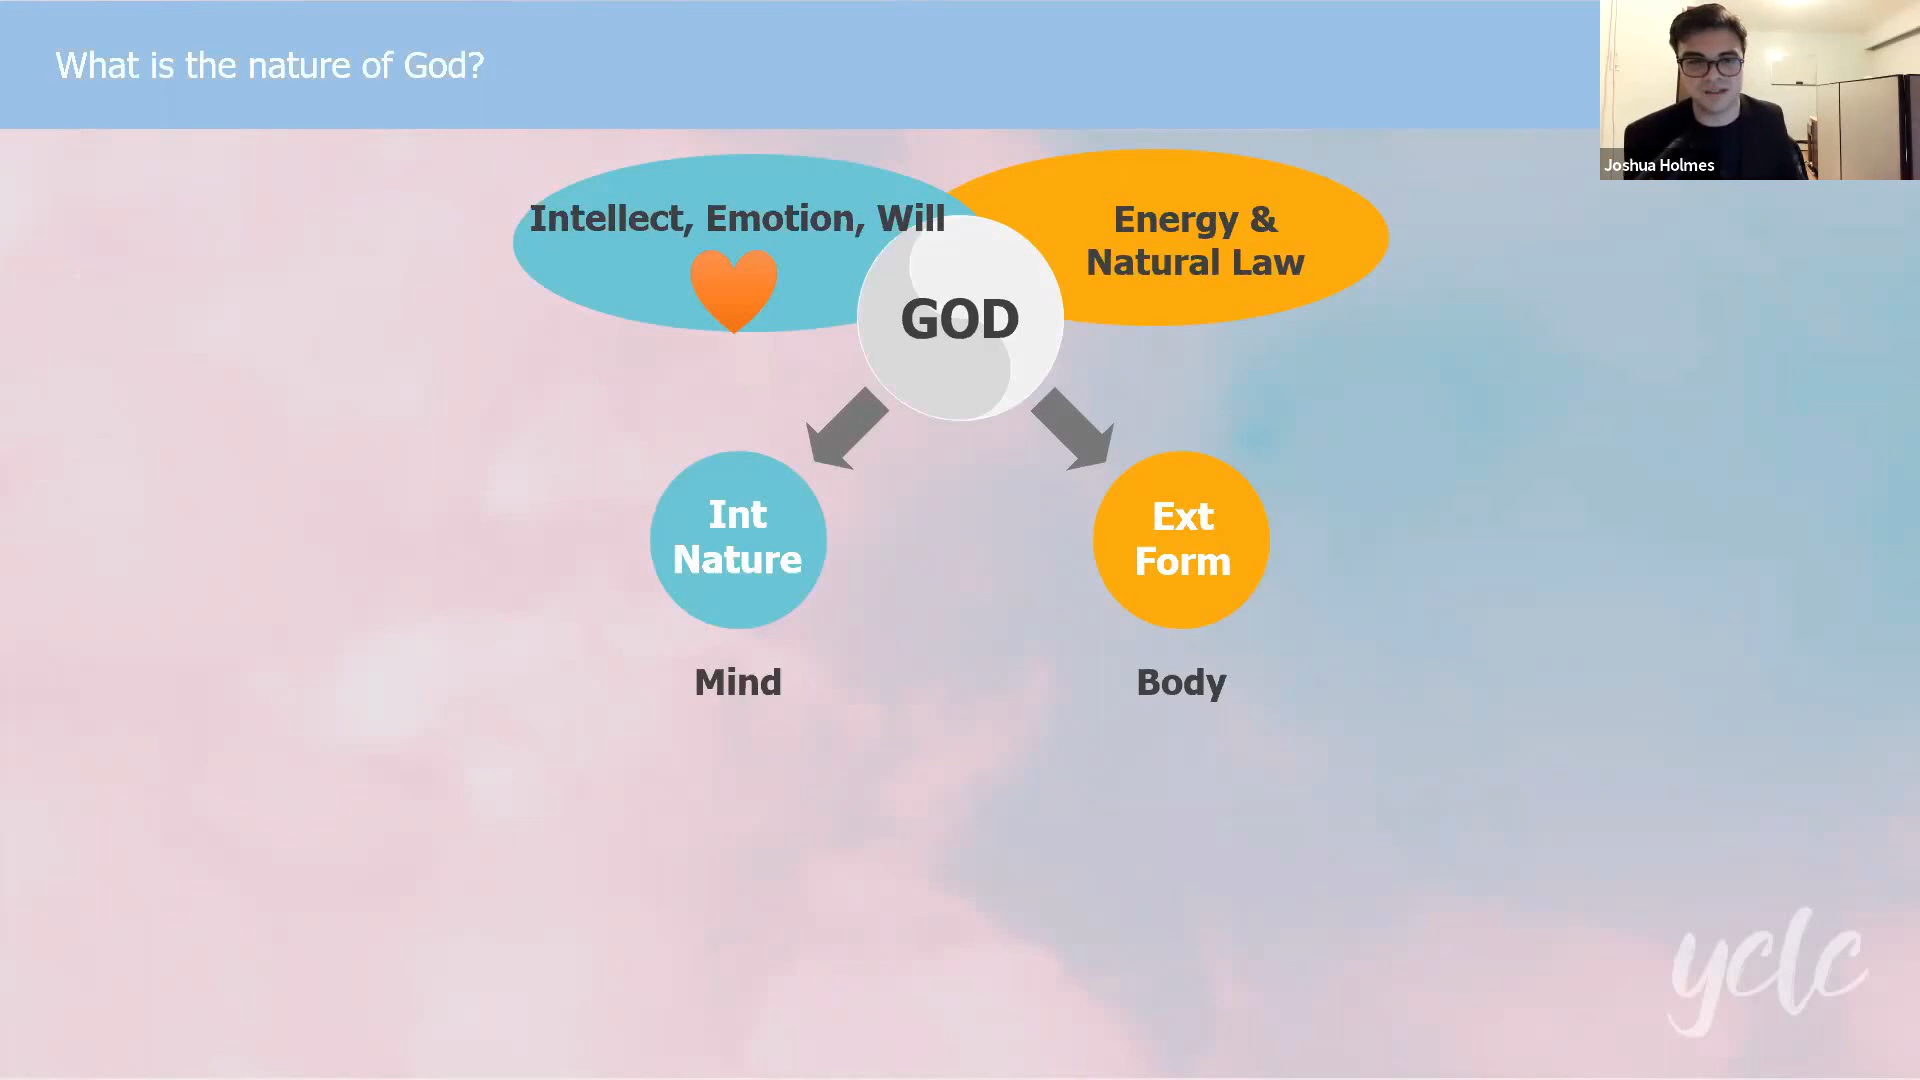 What is the nature of God?
Joshua Holmes
Intellect, Emotion, Will
Energy &
Natural Law
GOD
Int
Nature
Ext
Form
Mind
Body
yclc